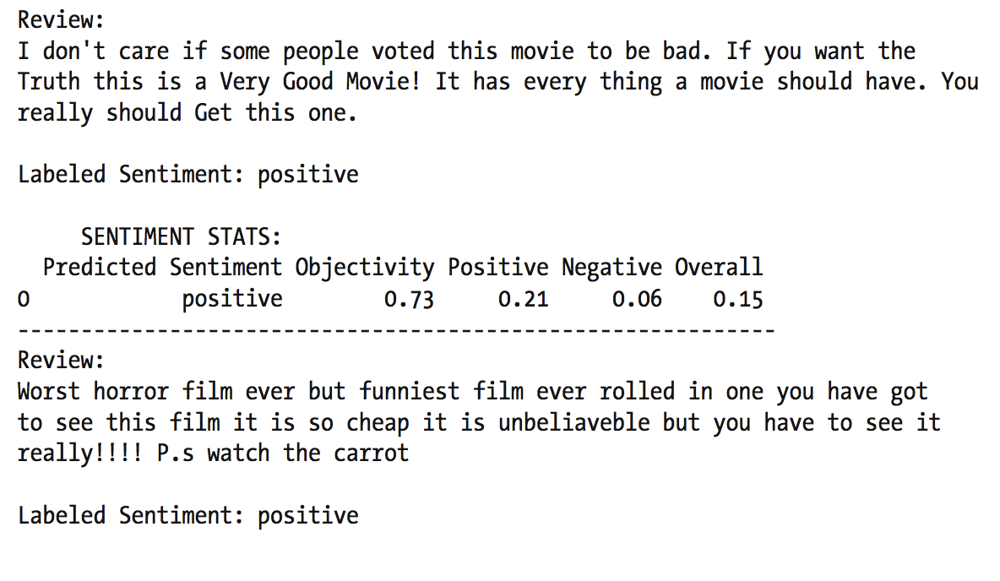 Review:
I don't care if some people voted this movie to be bad. If you want the
Truth this is a Very Good Movie! It has every thing a movie should have. You
really should Get this one.
Labeled Sentiment: positive
SENTIMENT STATS:
Predicted Sentiment Objectivity Positive Negative Overall
0 positive 0.73 0.21 0.06 0.15
------------------------------------------------------------
Review:
Worst horror film ever but funniest film ever rolled in one you have got
to see this film it is so cheap it is unbeliaveble but you have to see it
really!!!! P.s watch the carrot
Labeled Sentiment: positive